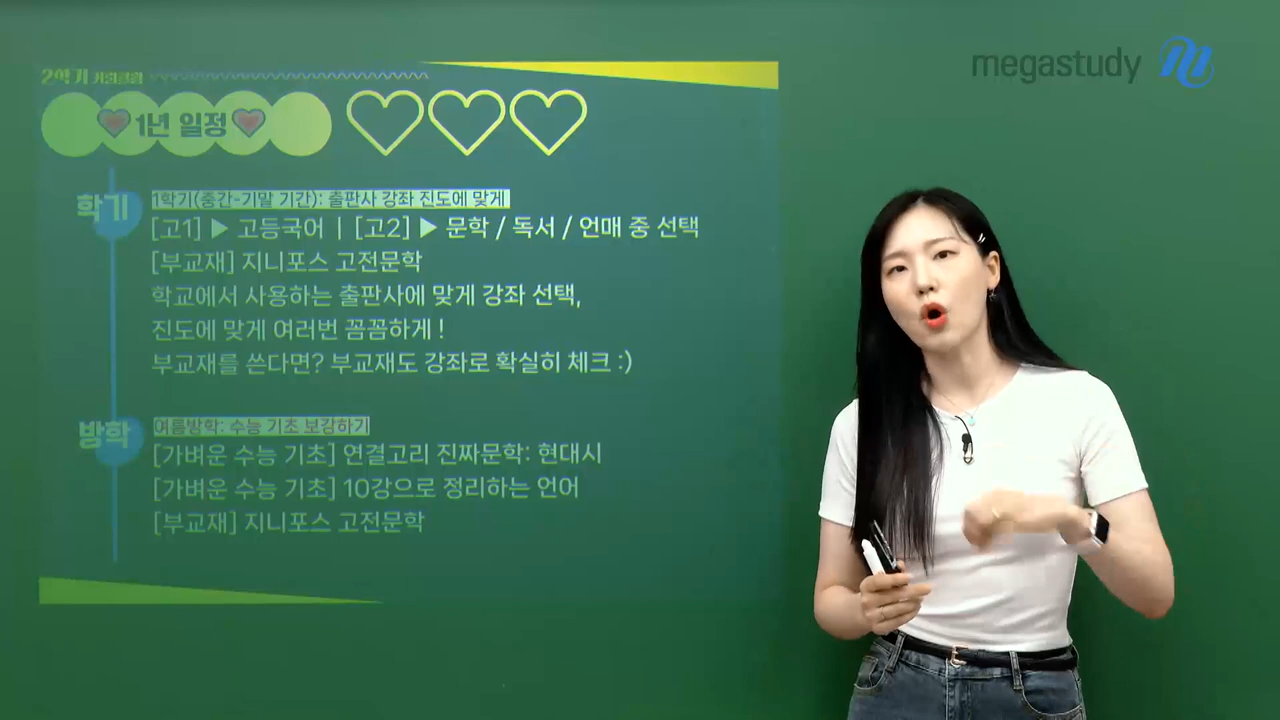 megastudy
2학기 커리큘럼
1년 일정
학기
1학기(중간-기말 기간): 출판사 강좌 진도에 맞게
[고1] ▶ 고등국어 | [고2] ▶ 문학 / 독서 / 언매 중 선택
[부교재] 지니포스 고전문학
학교에서 사용하는 출판사에 맞게 강좌 선택,
진도에 맞게 여러번 꼼꼼하게 !
부교재를 쓴다면? 부교재도 강좌로 확실히 체크 :)
방학
여름방학: 수능 기초 보강하기
[가벼운 수능 기초] 연결고리 진짜문학: 현대시
[가벼운 수능 기초] 10강으로 정리하는 언어
[부교재] 지니포스 고전문학